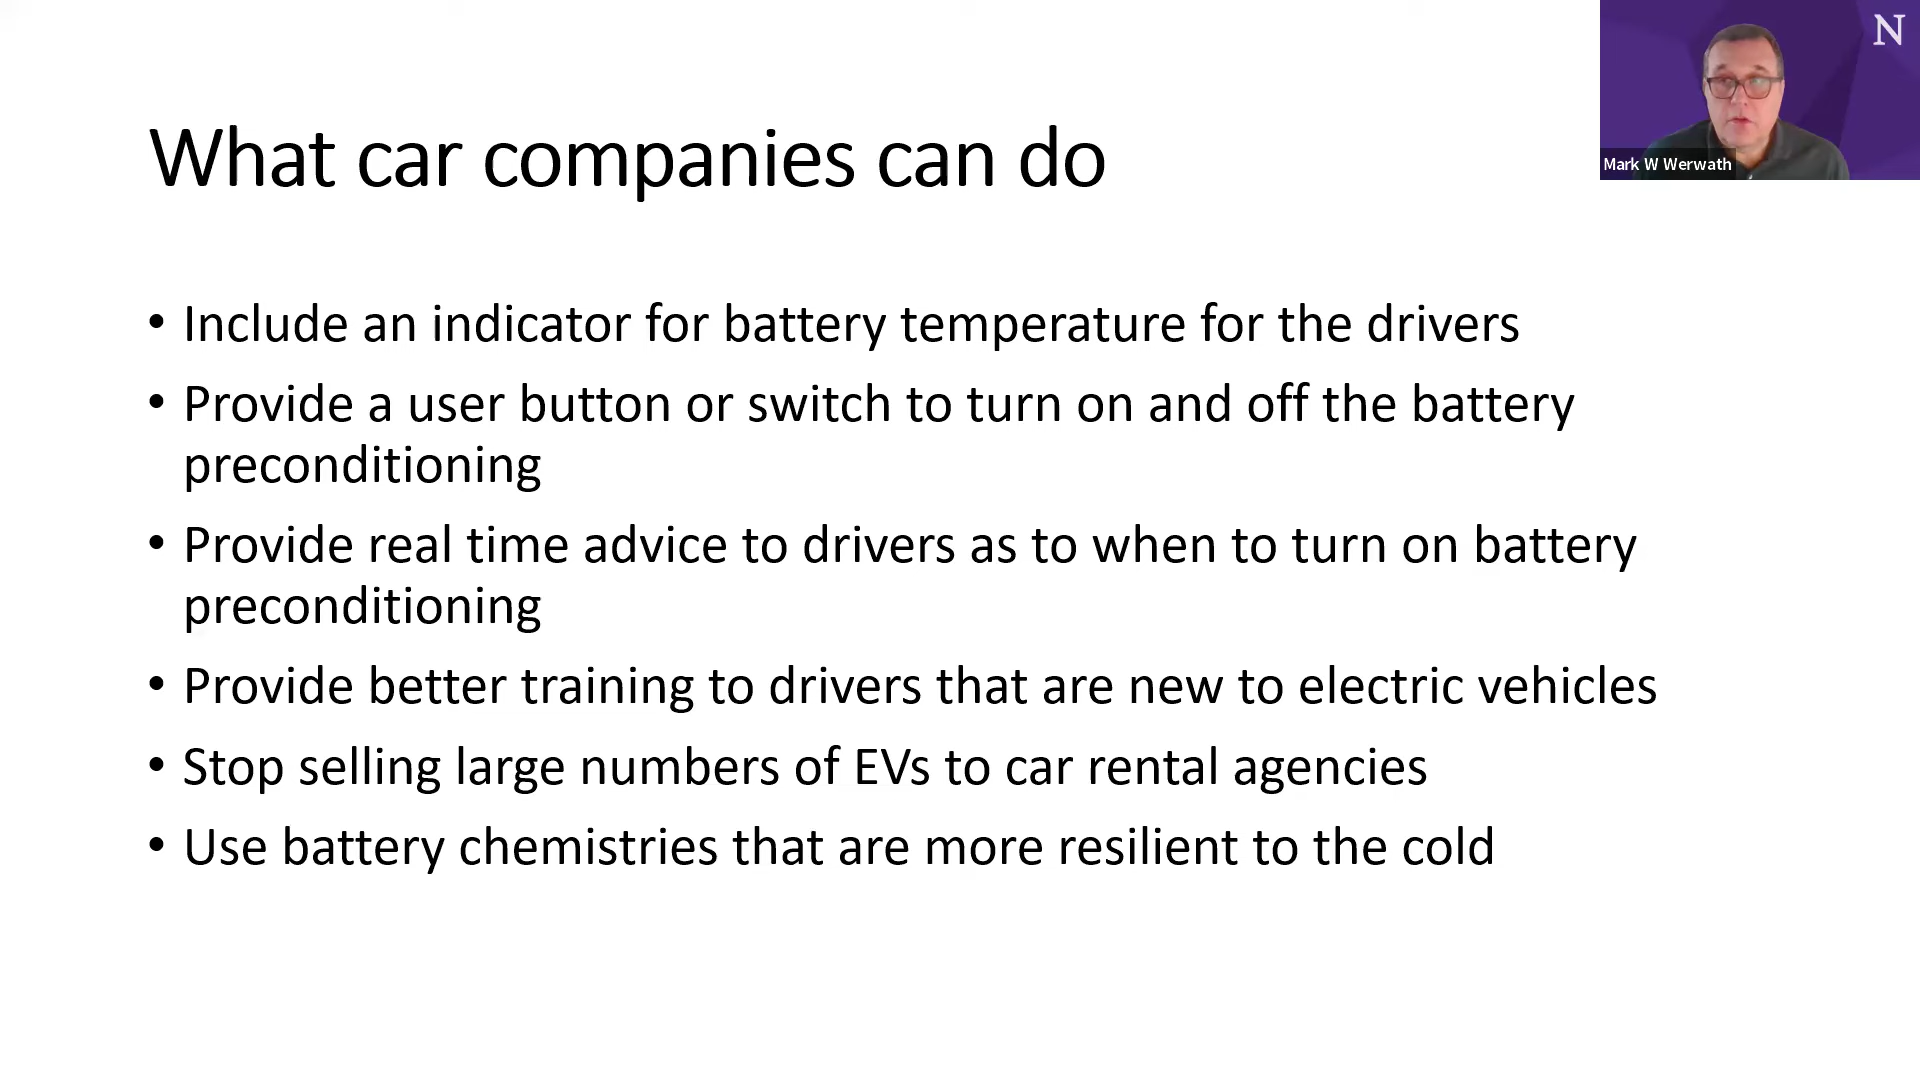 N
Mark W Werwath
What car companies can do
• Include an indicator for battery temperature for the drivers
• Provide a user button or switch to turn on and off the battery
preconditioning
• Provide real time advice to drivers as to when to turn on battery
preconditioning
• Provide better training to drivers that are new to electric vehicles
• Stop selling large numbers of EVs to car rental agencies
• Use battery chemistries that are more resilient to the cold